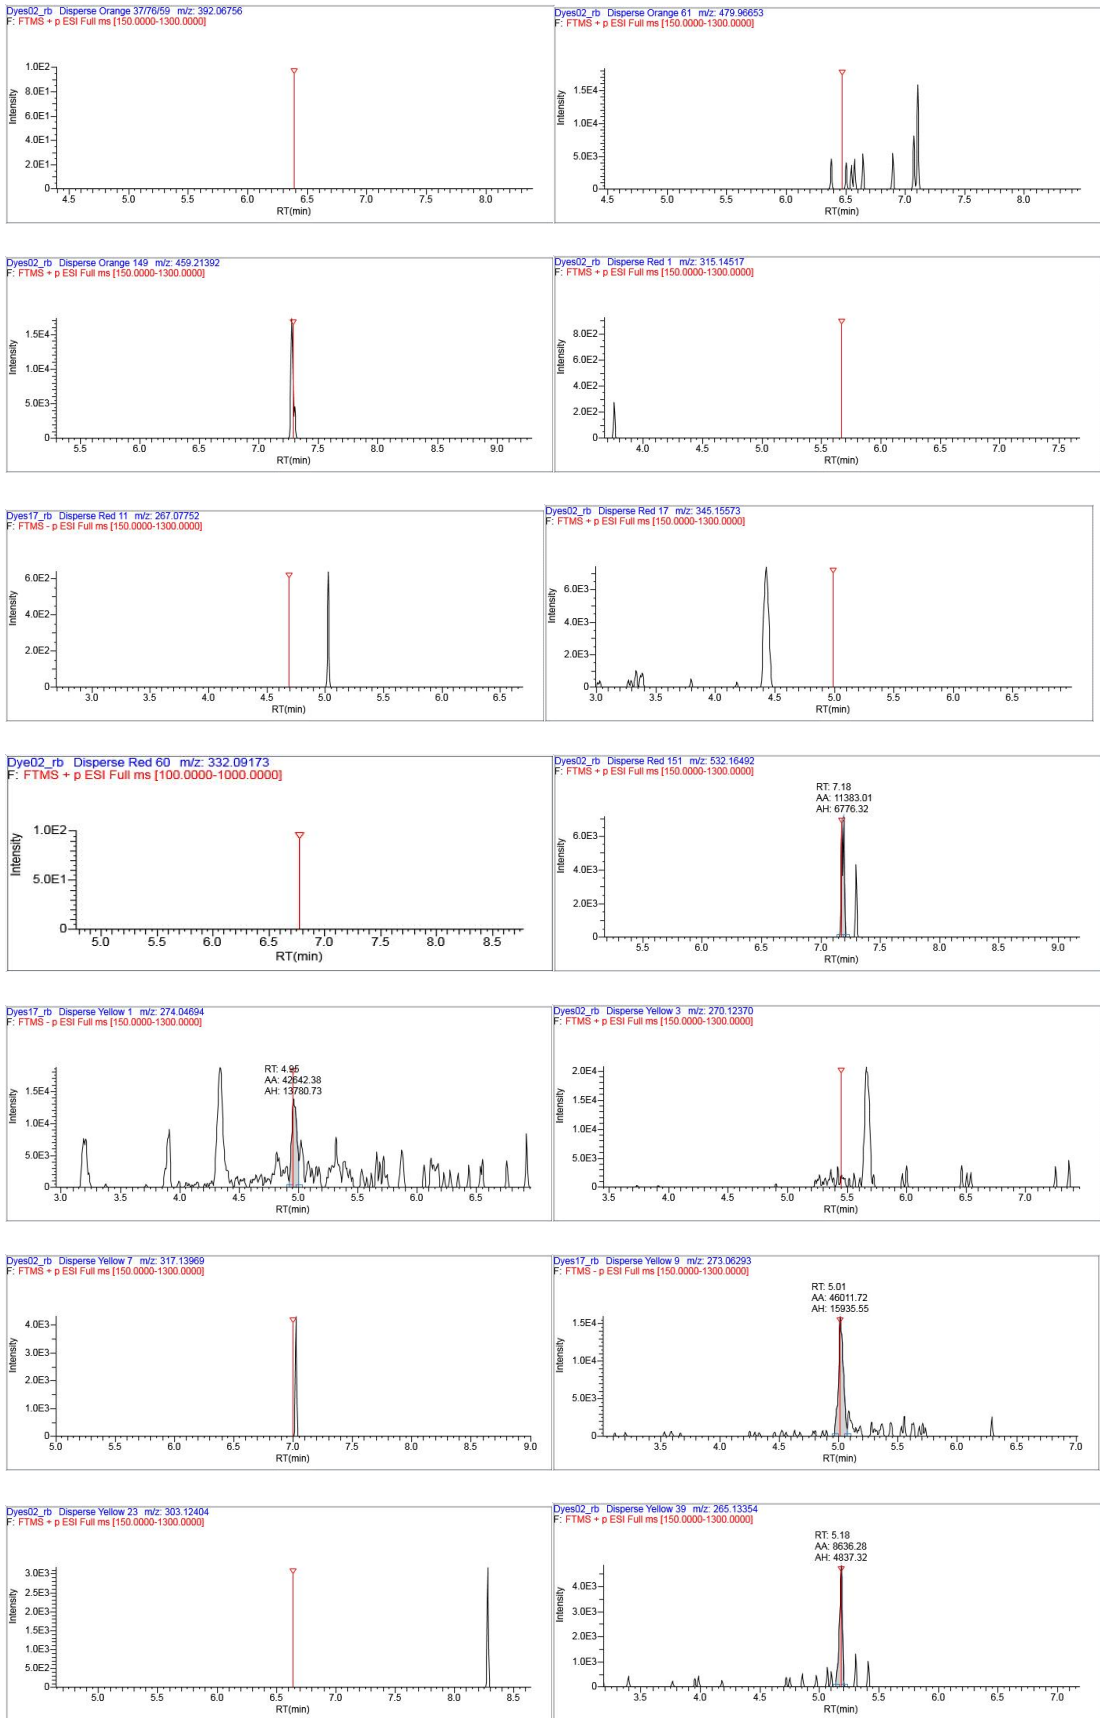 Dyes02_rb Disperse Orange 37/76/59 m/z: 392.06756
F: FTMS + p ESI Full ms [150.0000-1300.0000]
1.0E2
8.0E1
6.0E1
4.0E1
2.0E1
0
Intensity
4.5 5.0 5.5 6.0 6.5 7.0 7.5 8.0
RT(min)
Dyes02_rb Disperse Orange 61 m/z: 479.96653
F: FTMS + p ESI Full ms [150.0000-1300.0000]
1.5E4
1.0E4
5.0E3
0
Intensity
4.5 5.0 5.5 6.0 6.5 7.0 7.5 8.0
RT(min)
Dyes02_rb Disperse Orange 149 m/z: 459.21392
F: FTMS + p ESI Full ms [150.0000-1300.0000]
1.5E4
1.0E4
5.0E3
0
Intensity
5.5 6.0 6.5 7.0 7.5 8.0 8.5 9.0
RT(min)
Dyes02_rb Disperse Red 1 m/z: 315.14517
F: FTMS + p ESI Full ms [150.0000-1300.0000]
8.0E2
6.0E2
4.0E2
2.0E2
0
Intensity
4.0 4.5 5.0 5.5 6.0 6.5 7.0 7.5
RT(min)
Dyes17_rb Disperse Red 11 m/z: 267.07752
F: FTMS - p ESI Full ms [150.0000-1300.0000]
6.0E2
4.0E2
2.0E2
0
Intensity
3.0 3.5 4.0 4.5 5.0 5.5 6.0 6.5
RT(min)
Dyes02_rb Disperse Red 17 m/z: 345.15573
F: FTMS + p ESI Full ms [150.0000-1300.0000]
6.0E3
4.0E3
2.0E3
0
Intensity
3.0 3.5 4.0 4.5 5.0 5.5 6.0 6.5
RT(min)
Dye02_rb Disperse Red 60 m/z: 332.09173
F: FTMS + p ESI Full ms [100.0000-1000.0000]
1.0E2
5.0E1
0
Intensity
5.0 5.5 6.0 6.5 7.0 7.5 8.0 8.5
RT(min)
Dyes02_rb Disperse Red 151 m/z: 532.16492
F: FTMS + p ESI Full ms [150.0000-1300.0000]
RT: 7.18
AA: 11383.01
AH: 6776.32
6.0E3
4.0E3
2.0E3
0
Intensity
5.5 6.0 6.5 7.0 7.5 8.0 8.5 9.0
RT(min)
Dyes17_rb Disperse Yellow 1 m/z: 274.04694
F: FTMS - p ESI Full ms [150.0000-1300.0000]
RT: 4.95
AA: 42642.38
AH: 13780.73
1.5E4
1.0E4
5.0E3
0
Intensity
3.0 3.5 4.0 4.5 5.0 5.5 6.0 6.5
RT(min)
Dyes02_rb Disperse Yellow 3 m/z: 270.12370
F: FTMS + p ESI Full ms [150.0000-1300.0000]
2.0E4
1.5E4
1.0E4
5.0E3
0
Intensity
3.5 4.0 4.5 5.0 5.5 6.0 6.5 7.0
RT(min)
Dyes02_rb Disperse Yellow 7 m/z: 317.13969
F: FTMS + p ESI Full ms [150.0000-1300.0000]
4.0E3
3.0E3
2.0E3
1.0E3
0
Intensity
5.0 5.5 6.0 6.5 7.0 7.5 8.0 8.5 9.0
RT(min)
Dyes17_rb Disperse Yellow 9 m/z: 273.06293
F: FTMS - p ESI Full ms [150.0000-1300.0000]
RT: 5.01
AA: 46011.72
AH: 15935.55
1.5E4
1.0E4
5.0E3
0
Intensity
3.5 4.0 4.5 5.0 5.5 6.0 6.5 7.0
RT(min)
Dyes02_rb Disperse Yellow 23 m/z: 303.12404
F: FTMS + p ESI Full ms [150.0000-1300.0000]
3.0E3
2.5E3
2.0E3
1.5E3
1.0E3
5.0E2
0
Intensity
5.0 5.5 6.0 6.5 7.0 7.5 8.0 8.5
RT(min)
Dyes02_rb Disperse Yellow 39 m/z: 265.13354
F: FTMS + p ESI Full ms [150.0000-1300.0000]
RT: 5.18
AA: 8636.28
AH: 4837.32
4.0E3
3.0E3
2.0E3
1.0E3
0
Intensity
3.5 4.0 4.5 5.0 5.5 6.0 6.5 7.0
RT(min)